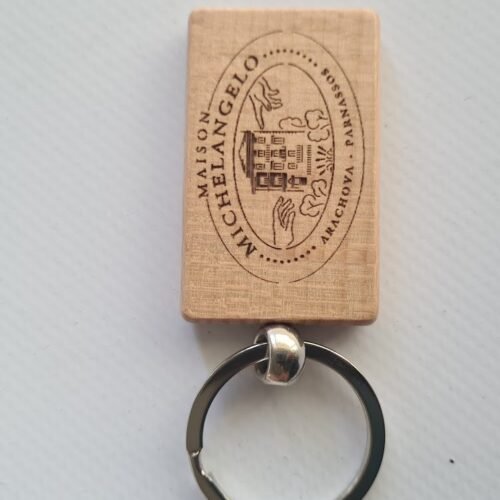 MAISON
MICHELANGELO
ARACHOVA · PARNASSOS